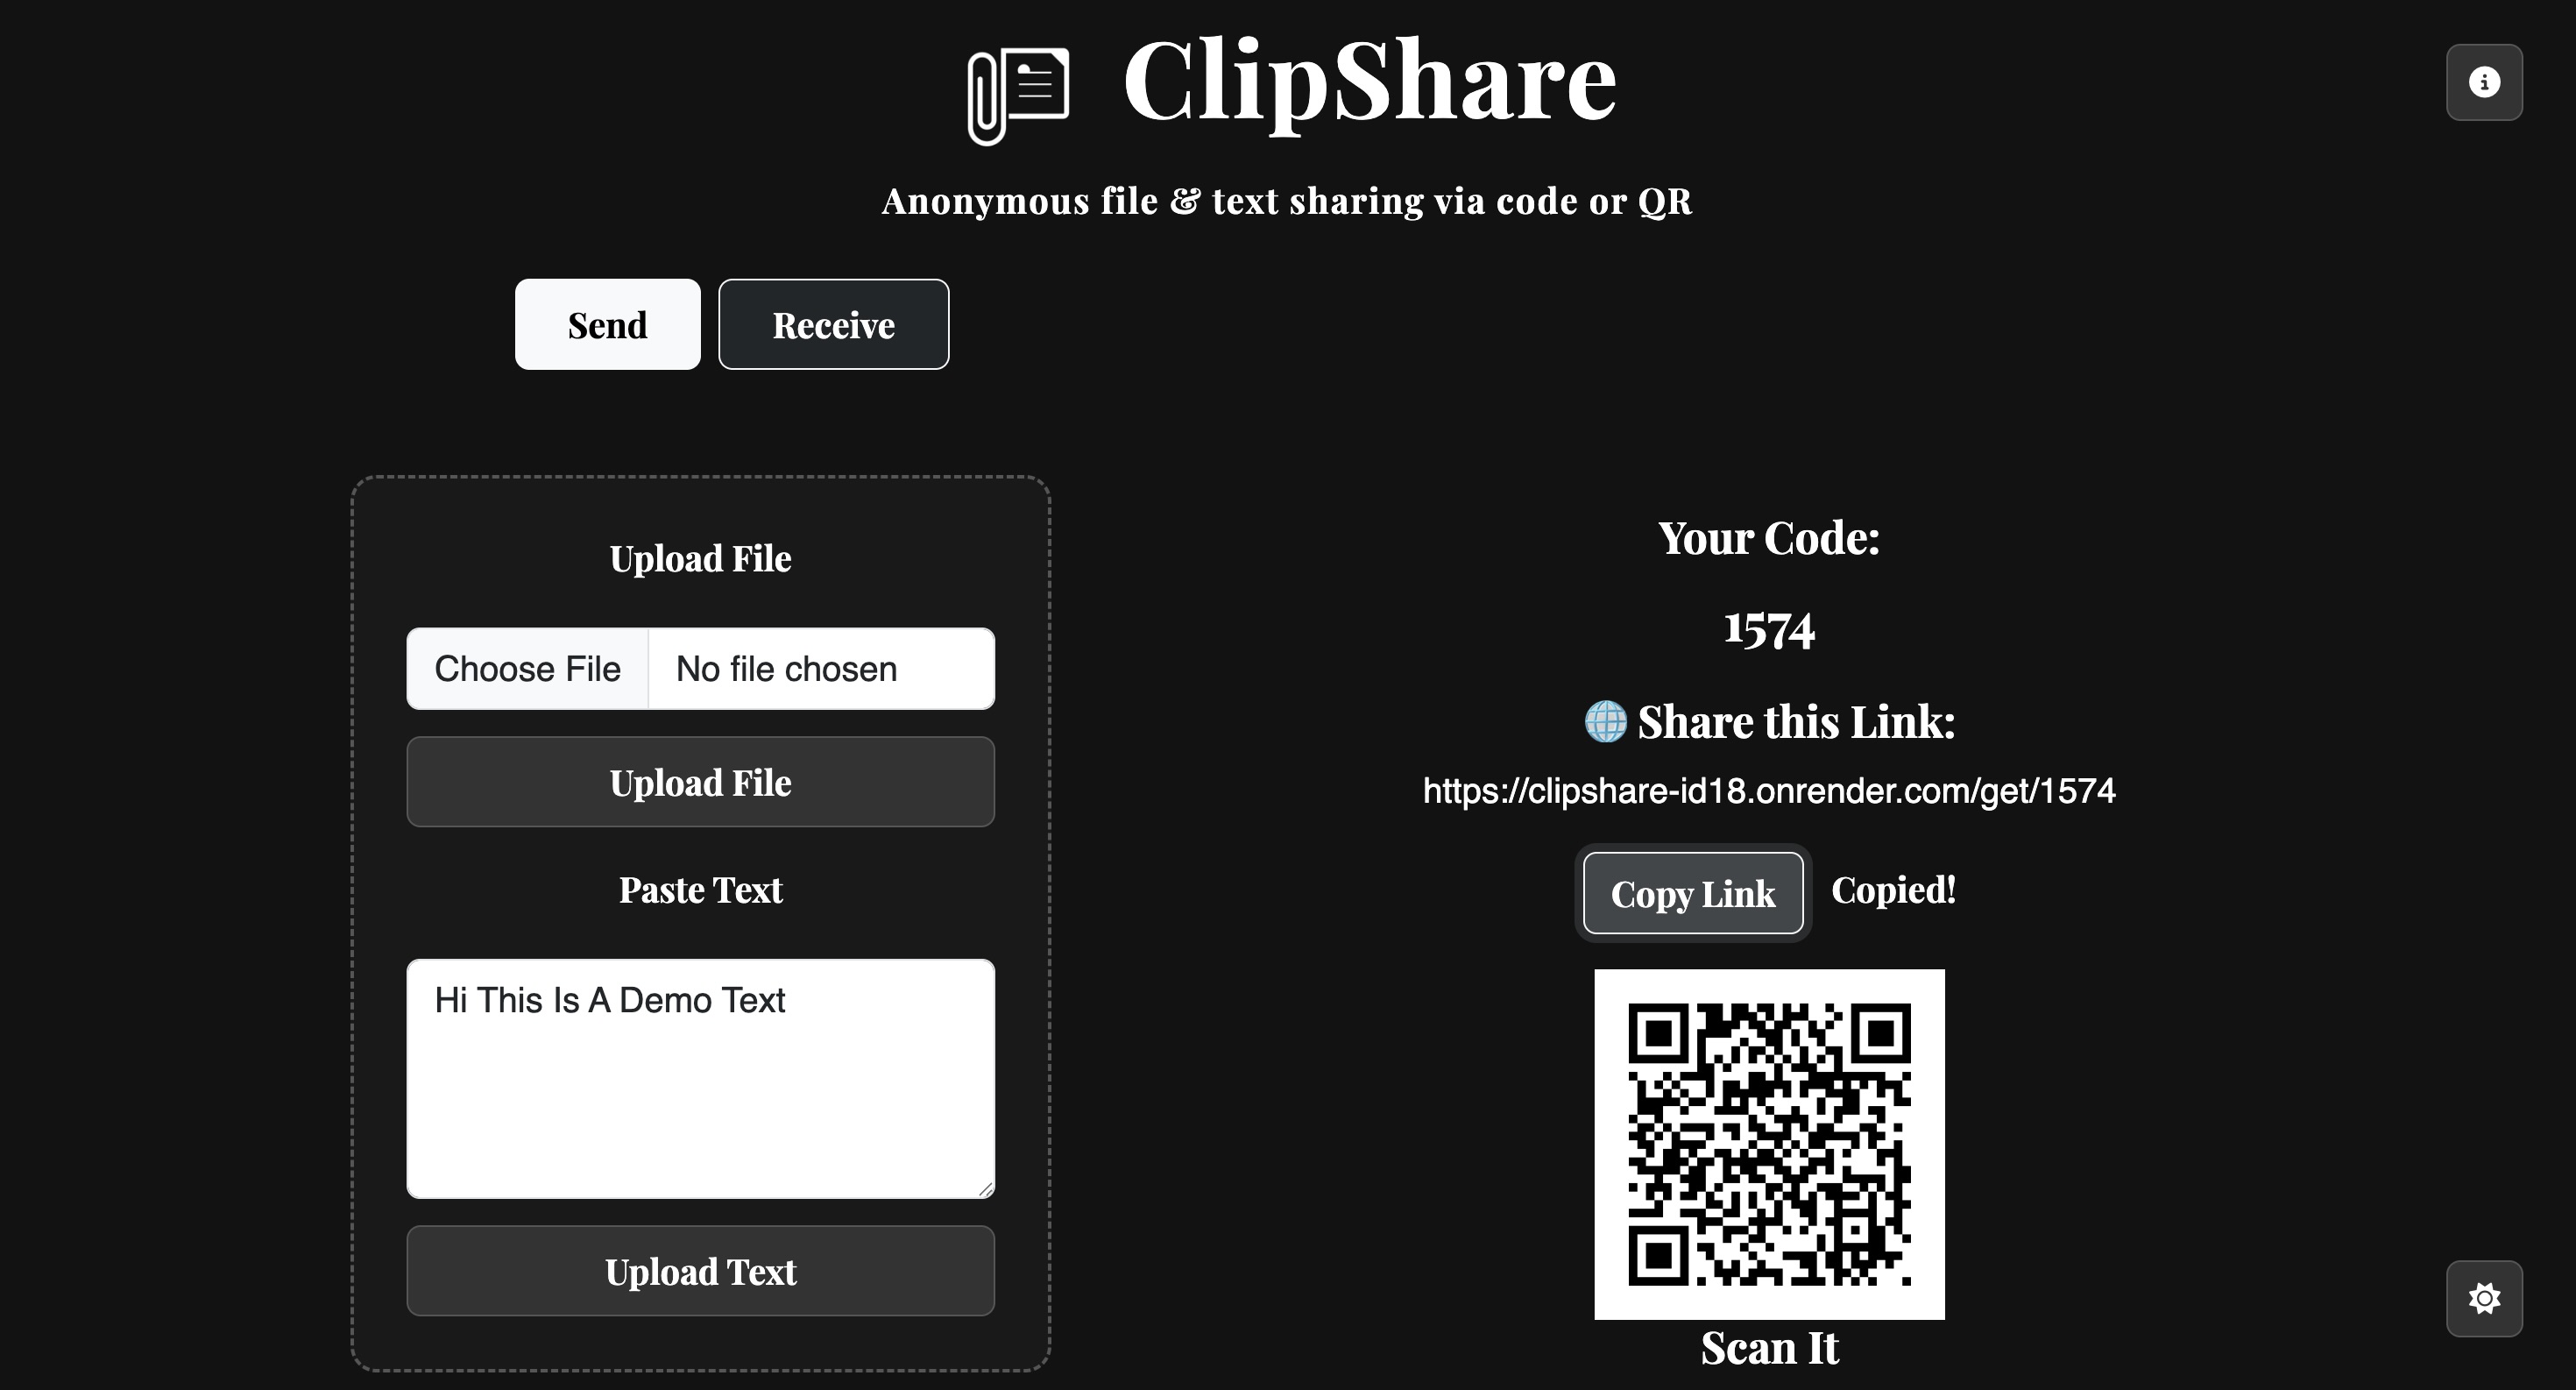 ClipShare
Anonymous file & text sharing via code or QR
Send
Receive
Upload File
Choose File
No file chosen
Upload File
Paste Text
Hi This Is A Demo Text
Upload Text
Your Code:
1574
Share this Link:
https://clipshare-id18.onrender.com/get/1574
Copy Link
Copied!
Scan It